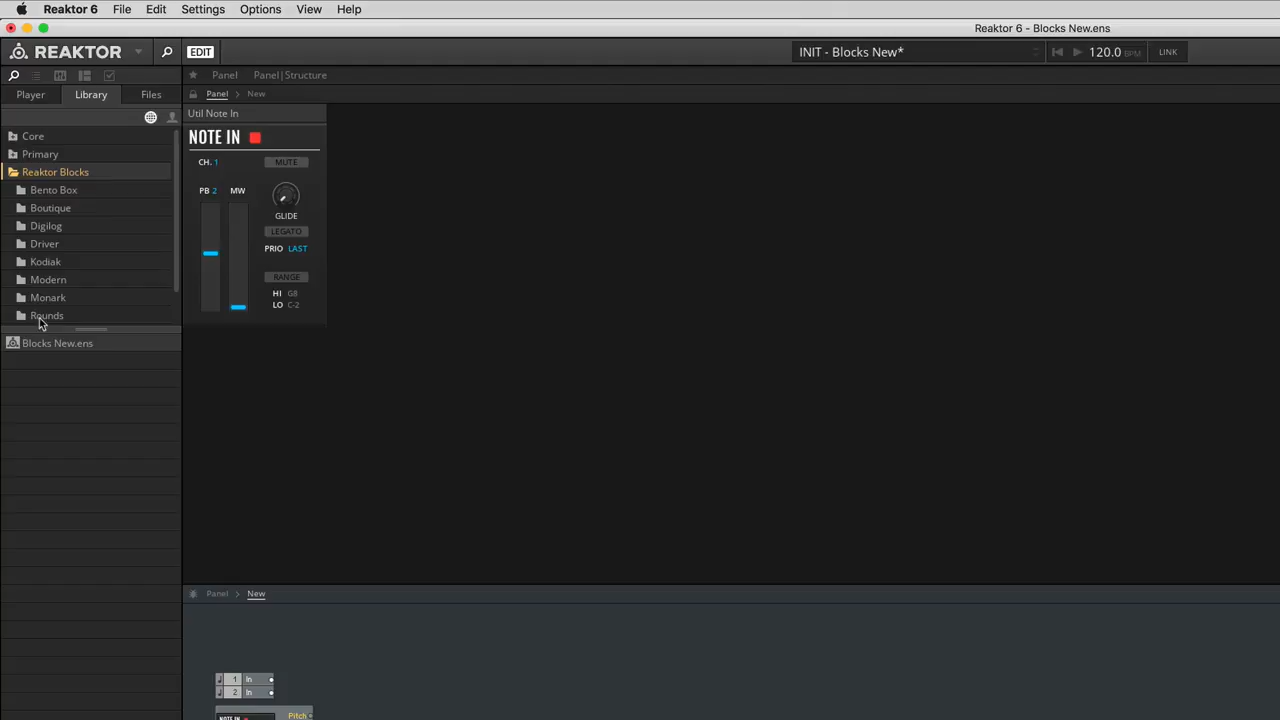 Reaktor 6 File Edit Settings Options View Help
Reaktor 6 - Blocks New.ens
REAKTOR EDIT INIT - Blocks New* 120.0 BPM LINK
Panel Panel|Structure
Player Library Files
Panel > New
Util Note In
NOTE IN
CH. 1 MUTE
PB 2 MW
GLIDE
LEGATO
PRIO LAST
RANGE
HI G8
LO C-2
Core
Primary
Reaktor Blocks
Bento Box
Boutique
Digilog
Driver
Kodiak
Modern
Monark
Rounds
Blocks New.ens
Panel > New
1 In
2 In
NOTE IN Pitch